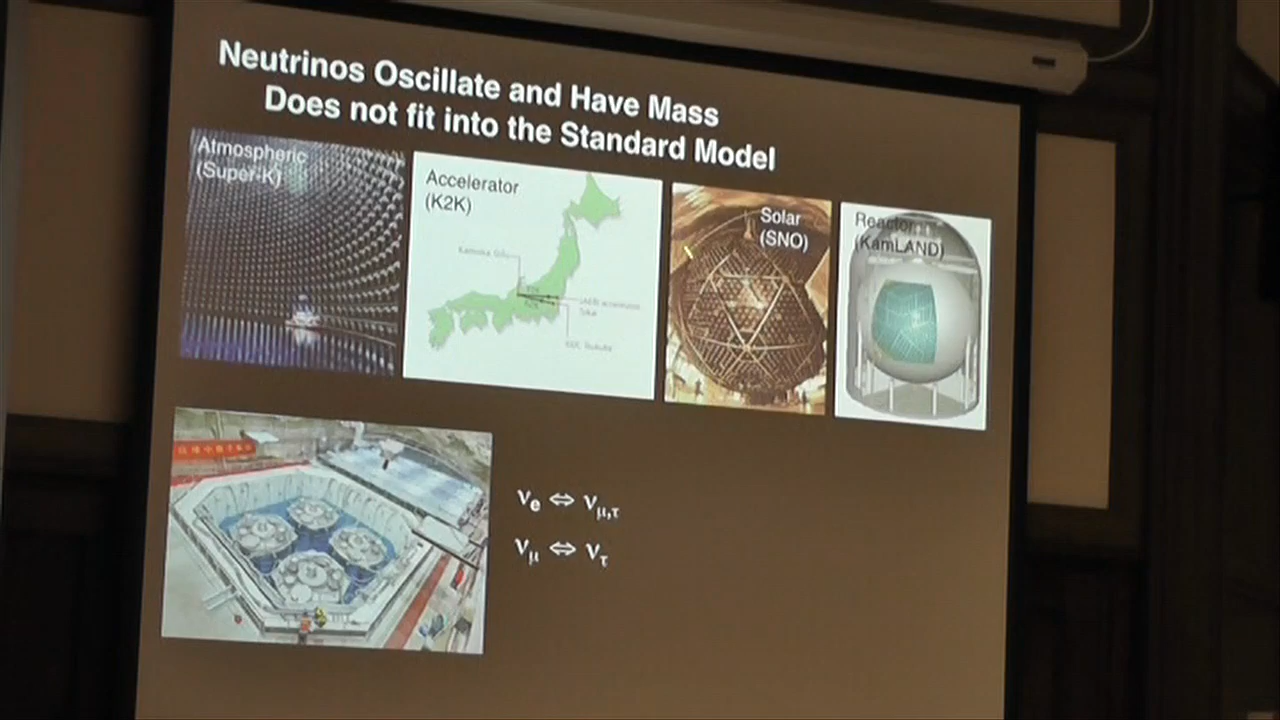 Neutrinos Oscillate and Have Mass
Does not fit into the Standard Model
Atmospheric
(Super-K)
Accelerator
(K2K)
Solar
(SNO)
Reactor
(KamLAND)
νe ⇔ νμ,τ
νμ ⇔ ντ